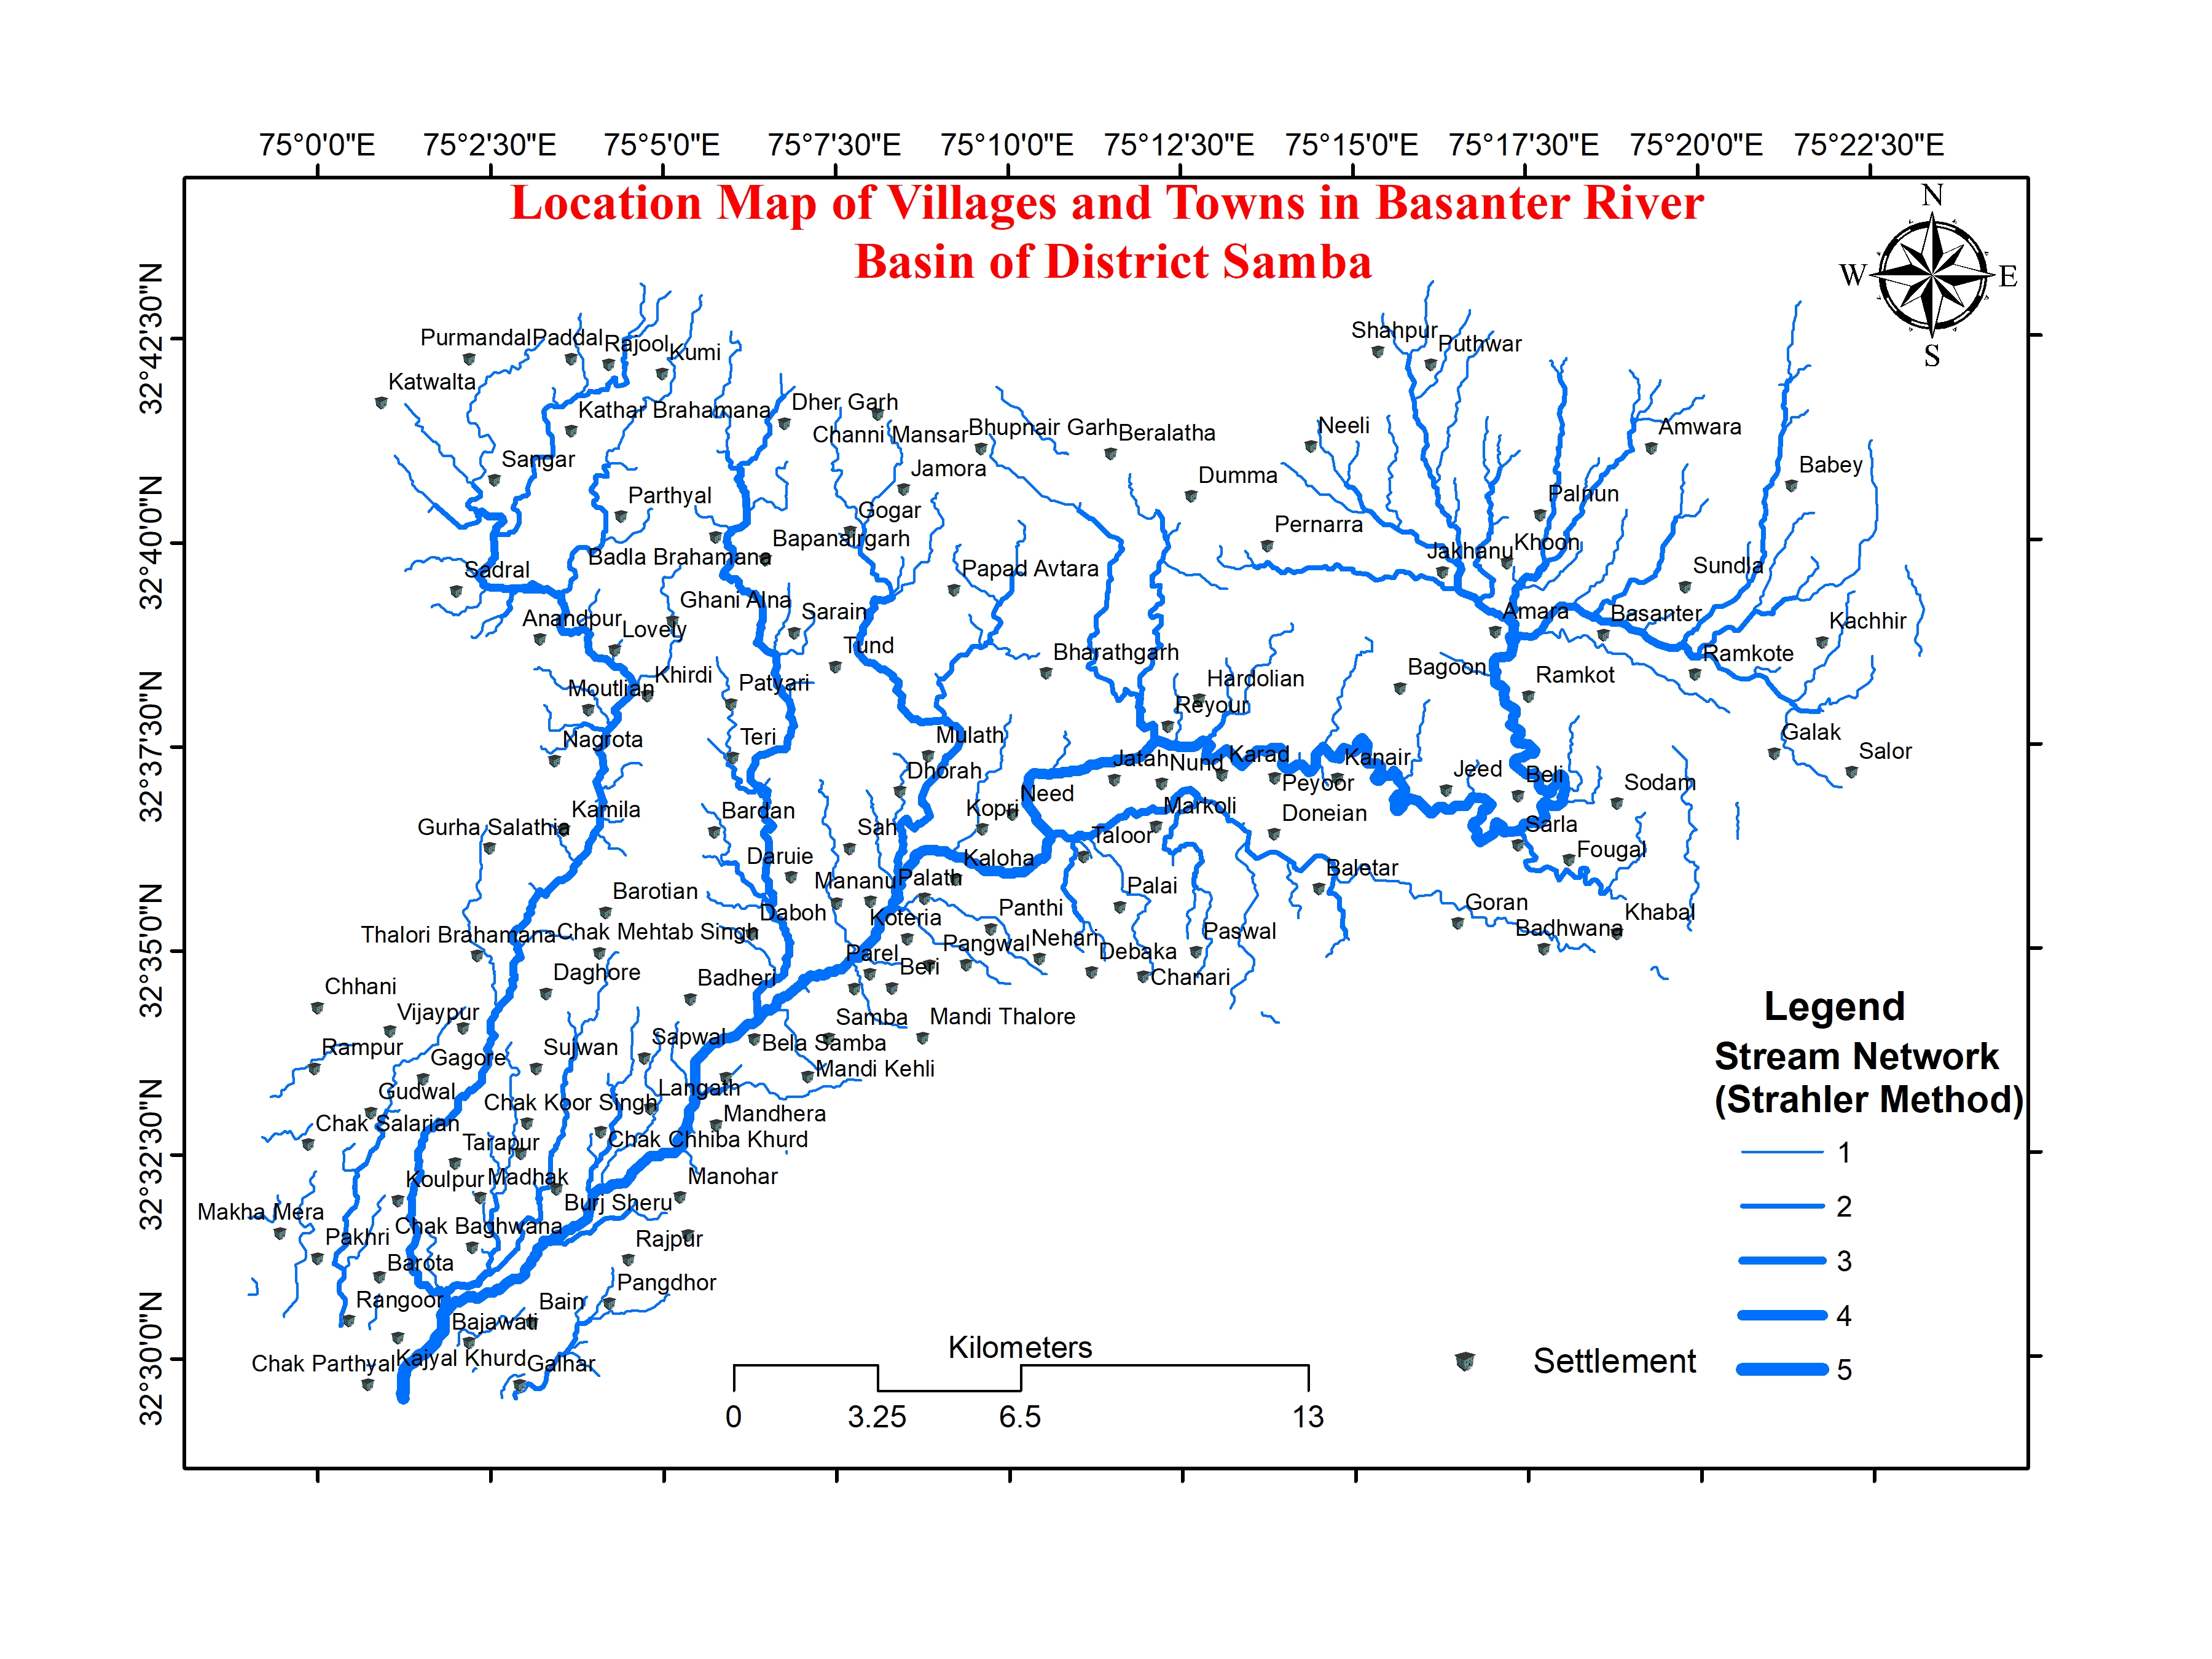 75°0'0"E 75°2'30"E 75°5'0"E 75°7'30"E 75°10'0"E 75°12'30"E 75°15'0"E 75°17'30"E 75°20'0"E 75°22'30"E
Location Map of Villages and Towns in Basanter River
Basin of District Samba
N
W E
S
32°42'30"N
32°40'0"N
32°37'30"N
32°35'0"N
32°32'30"N
32°30'0"N
Shahpur
Purmandal Paddal Rajool Kumi
Puthwar
Katwalta
Kathar Brahamana
Dher Garh
Channi Mansar
Bhupnair Garh
Beralatha
Neeli
Amwara
Sangar
Jamora
Dumma
Babey
Parthyal
Palhun
Gogar
Pernarra
Bapanairgarh
Badla Brahamana
Jakhanu
Khoon
Sadral
Papad Avtara
Sundla
Ghani Alna
Sarain
Amara
Basanter
Anandpur
Lovely
Kachhir
Tund
Bharathgarh
Ramkote
Khirdi
Patyari
Hardolian
Bagoon
Ramkot
Moutlian
Reyour
Nagrota
Teri
Mulath
Galak
Salor
Jatah
Nund
Karad
Kanair
Dhorah
Jeed
Beli
Sodam
Peyoor
Need
Kopri
Markoli
Doneian
Kamila
Bardan
Gurha Salathia
Sah
Taloor
Sarla
Daruie
Kaloha
Fougal
Baletar
Mananu
Palath
Palai
Barotian
Daboh
Koteria
Panthi
Goran
Khabal
Thalori Brahamana
Chak Mehtab Singh
Paswal
Badhwana
Pangwal
Nehari
Debaka
Parel
Beri
Daghore
Badheri
Chanari
Chhani
Vijaypur
Samba
Mandi Thalore
Rampur
Gagore
Sujwan
Sapwal
Bela Samba
Mandi Kehli
Gudwal
Langath
Chak Koor Singh
Mandhera
Chak Salarian
Tarapur
Chak Chhiba Khurd
Koulpur
Madhak
Manohar
Burj Sheru
Makha Mera
Chak Baghwana
Pakhri
Rajpur
Barota
Pangdhor
Rangoor
Bain
Bajawati
Chak Parthyal
Kajyal Khurd
Galhar
Legend
Stream Network
(Strahler Method)
1
2
3
4
5
Settlement
Kilometers
0 3.25 6.5 13